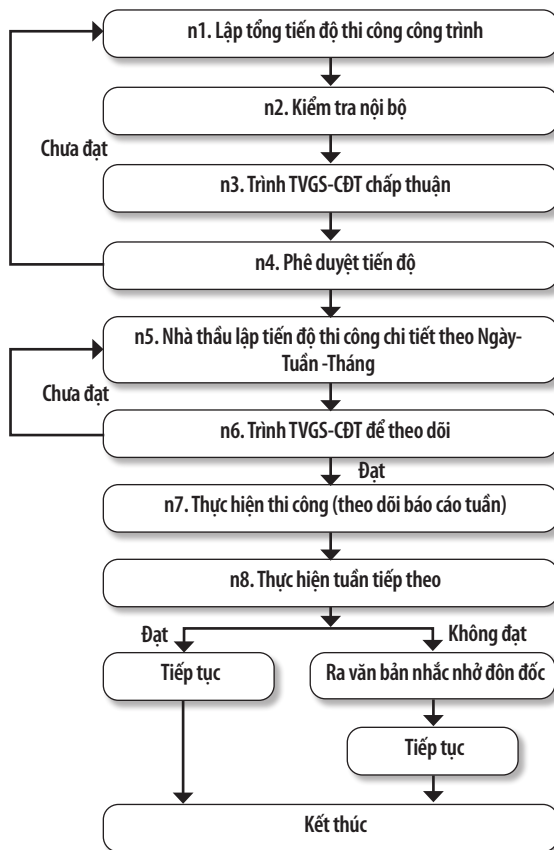 n1. Lập tổng tiến độ thi công công trình
n2. Kiểm tra nội bộ
Chưa đạt
n3. Trình TVGS-CĐT chấp thuận
n4. Phê duyệt tiến độ
n5. Nhà thầu lập tiến độ thi công chi tiết theo Ngày-
Tuần -Tháng
Chưa đạt
n6. Trình TVGS-CĐT để theo dõi
Đạt
n7. Thực hiện thi công (theo dõi báo cáo tuần)
n8. Thực hiện tuần tiếp theo
Đạt
Không đạt
Tiếp tục
Ra văn bản nhắc nhở đôn đốc
Tiếp tục
Kết thúc